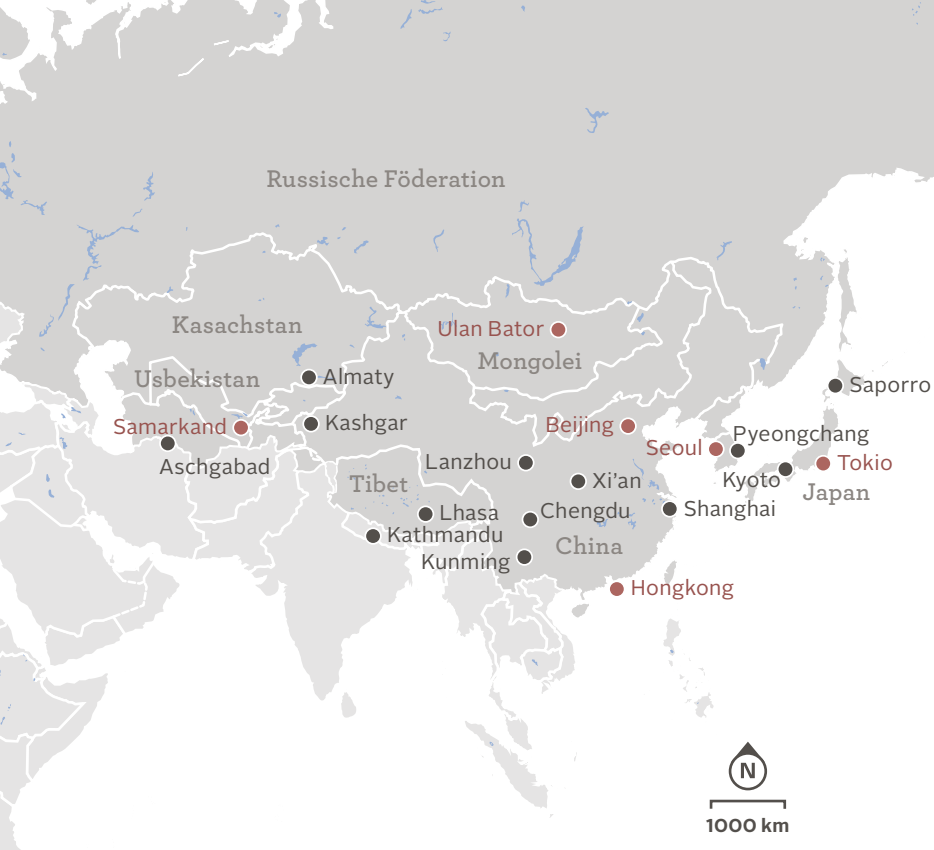 Russische Föderation
Kasachstan
Ulan Bator
Mongolei
Usbekistan
Almaty
Saporro
Samarkand
Kashgar
Beijing
Seoul
Pyeongchang
Aschgabad
Lanzhou
Tokio
Tibet
Xi'an
Kyoto
Japan
Lhasa
Chengdu
Shanghai
Kathmandu
China
Kunming
Hongkong
N
1000 km